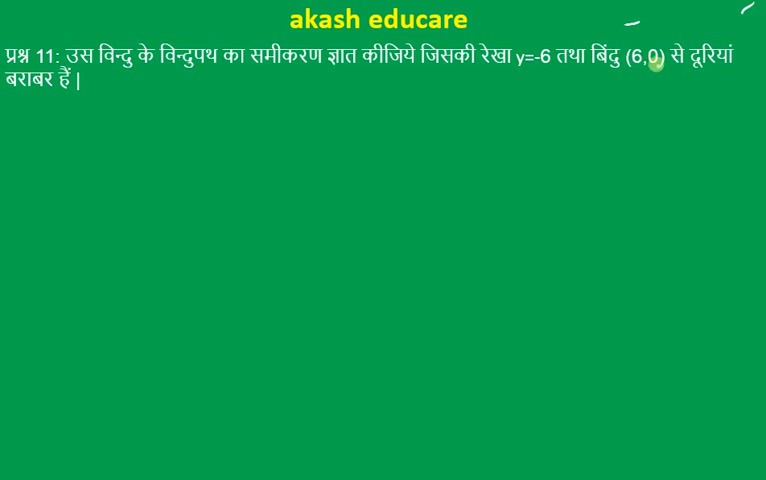 akash educare
प्रश्न 11: उस विन्दु के विन्दुपथ का समीकरण ज्ञात कीजिये जिसकी रेखा y=-6 तथा बिंदु (6,0) से दूरियां
बराबर हैं |